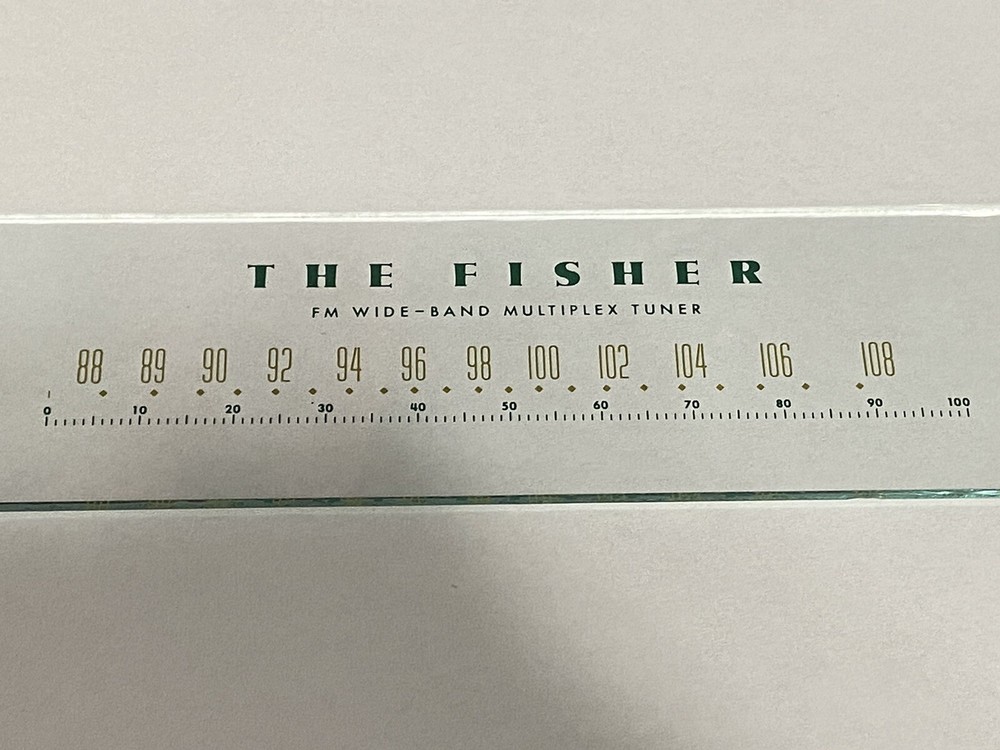 THE FISHER
FM WIDE-BAND MULTIPLEX TUNER
88 89 90 92 94 96 98 100 102 104 106 108
0 10 20 30 40 50 60 70 80 90 100